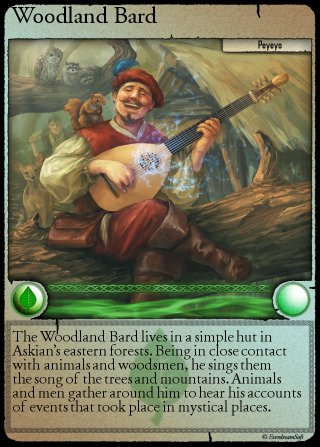 Woodland Bard
Peyeyo
The Woodland Bard lives in a simple hut in
Askian's eastern forests. Being in close contact
with animals and woodsmen, he sings them
the song of the trees and mountains. Animals
and men gather around him to hear his accounts
of events that took place in mystical places.
© EverdreamSoft